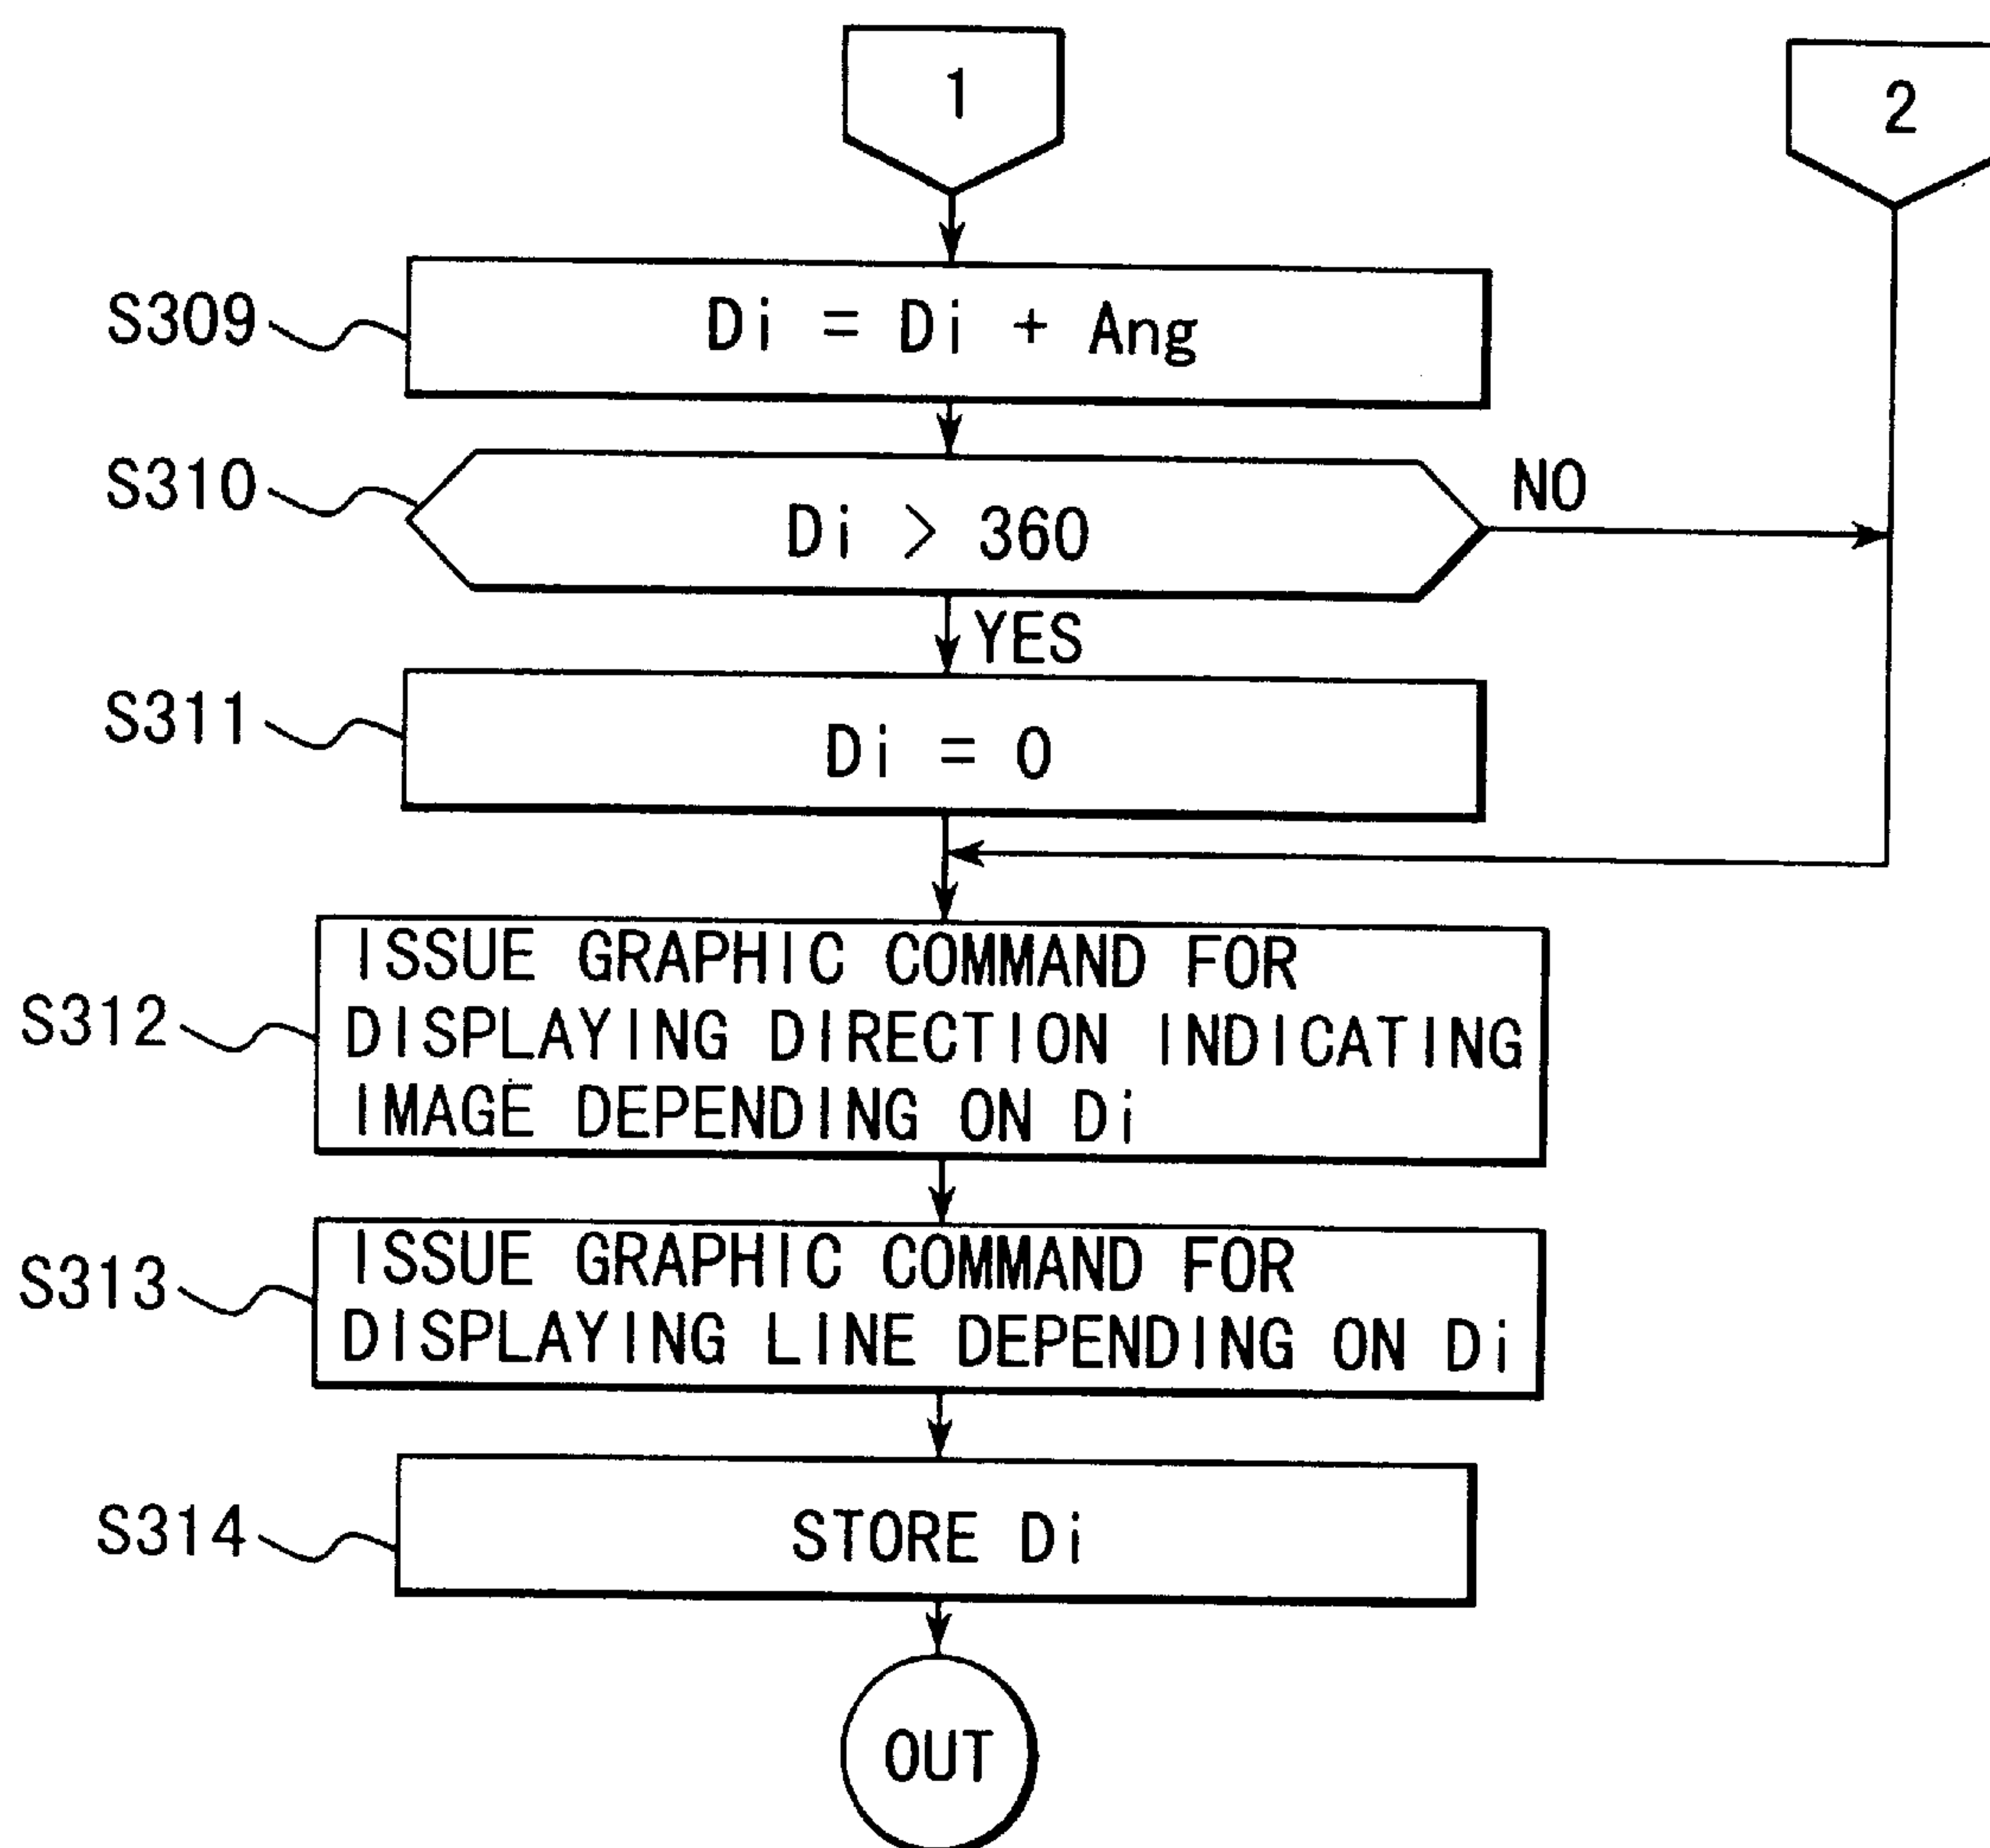 1
2
S309
Di = Di + Ang
S310
Di > 360
NO
YES
S311
Di = 0
S312
ISSUE GRAPHIC COMMAND FOR
DISPLAYING DIRECTION INDICATING
IMAGE DEPENDING ON Di
S313
ISSUE GRAPHIC COMMAND FOR
DISPLAYING LINE DEPENDING ON Di
S314
STORE Di
OUT